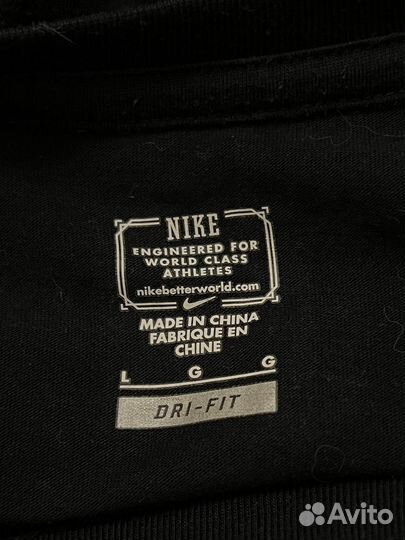 NIKE
ENGINEERED FOR
WORLD CLASS
ATHLETES
nikebetterworld.com
MADE IN CHINA
FABRIQUE EN
CHINE
L G G
DRI-FIT
Avito